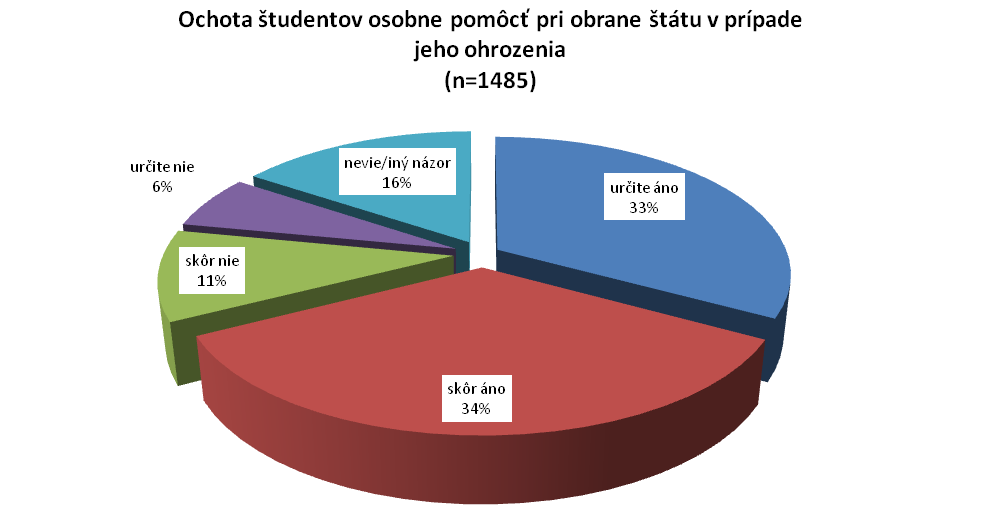 Ochota študentov osobne pomôcť pri obrane štátu v prípade
jeho ohrozenia
(n=1485)
určite áno
33%
skôr áno
34%
skôr nie
11%
určite nie
6%
nevie/iný názor
16%